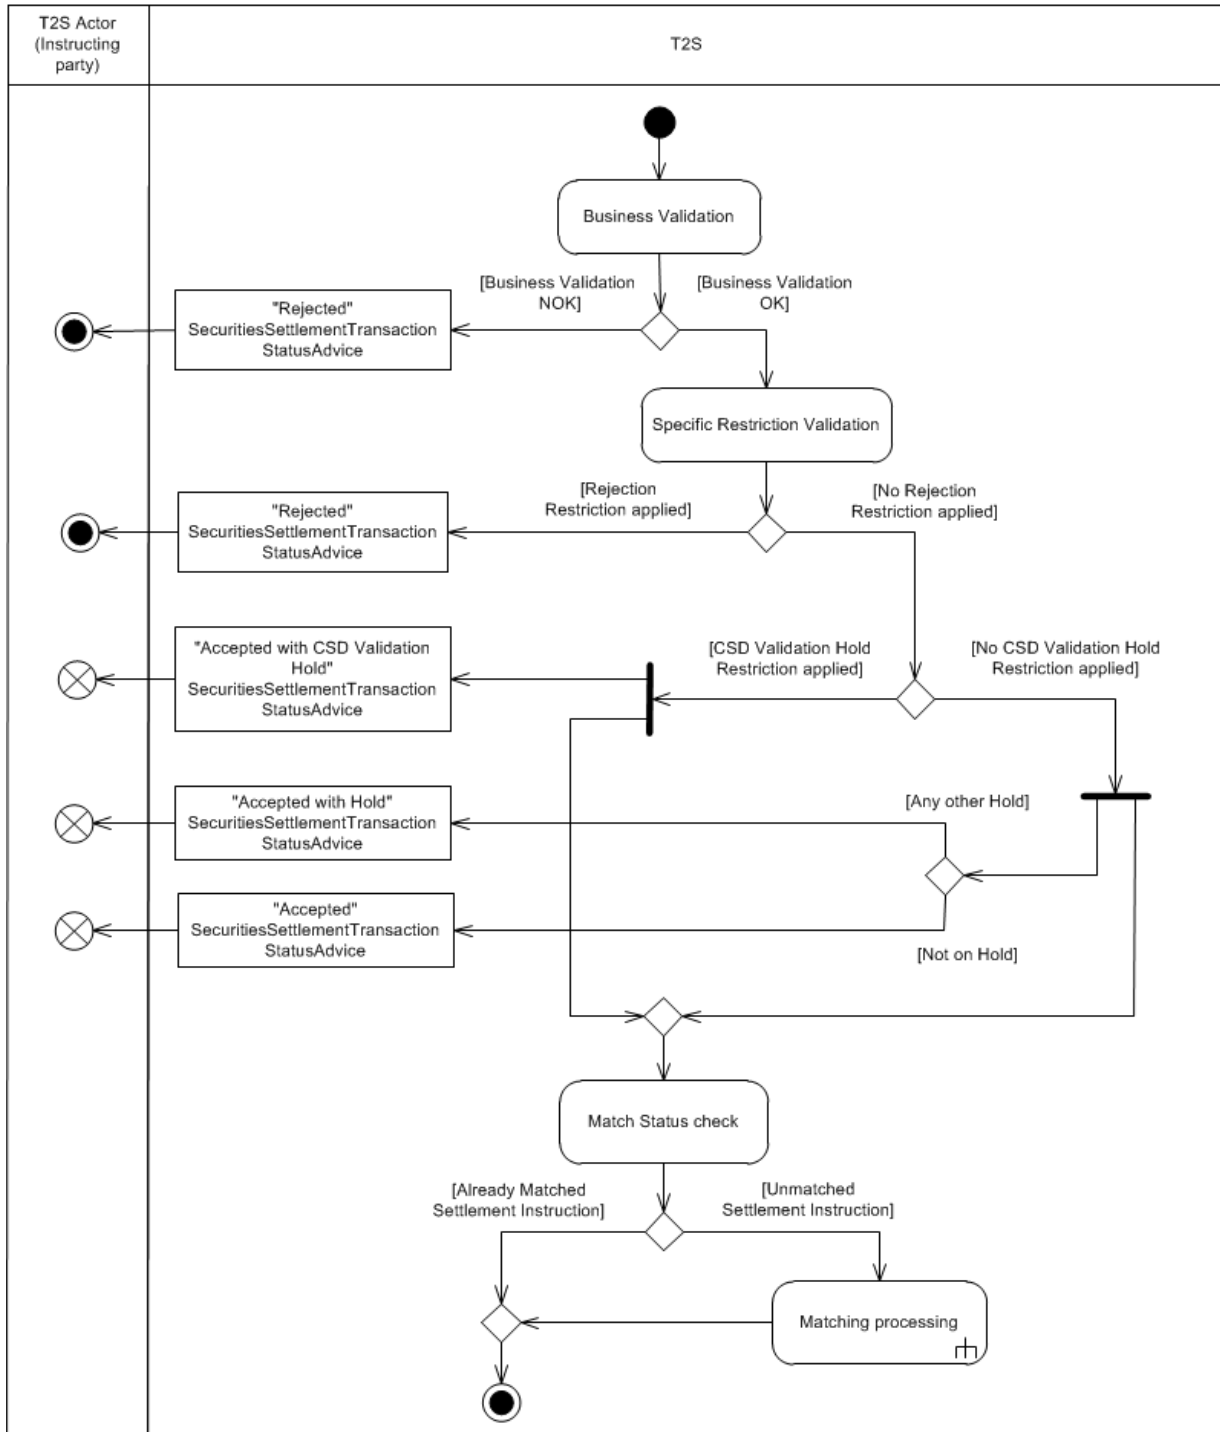 T2S Actor
(Instructing
party)
T2S
Business Validation
[Business Validation
NOK]
[Business Validation
OK]
"Rejected"
SecuritiesSettlementTransaction
StatusAdvice
Specific Restriction Validation
[Rejection
Restriction applied]
[No Rejection
Restriction applied]
"Rejected"
SecuritiesSettlementTransaction
StatusAdvice
"Accepted with CSD Validation
Hold"
SecuritiesSettlementTransaction
StatusAdvice
[CSD Validation Hold
Restriction applied]
[No CSD Validation Hold
Restriction applied]
"Accepted with Hold"
SecuritiesSettlementTransaction
StatusAdvice
[Any other Hold]
"Accepted"
SecuritiesSettlementTransaction
StatusAdvice
[Not on Hold]
Match Status check
[Already Matched
Settlement Instruction]
[Unmatched
Settlement Instruction]
Matching processing